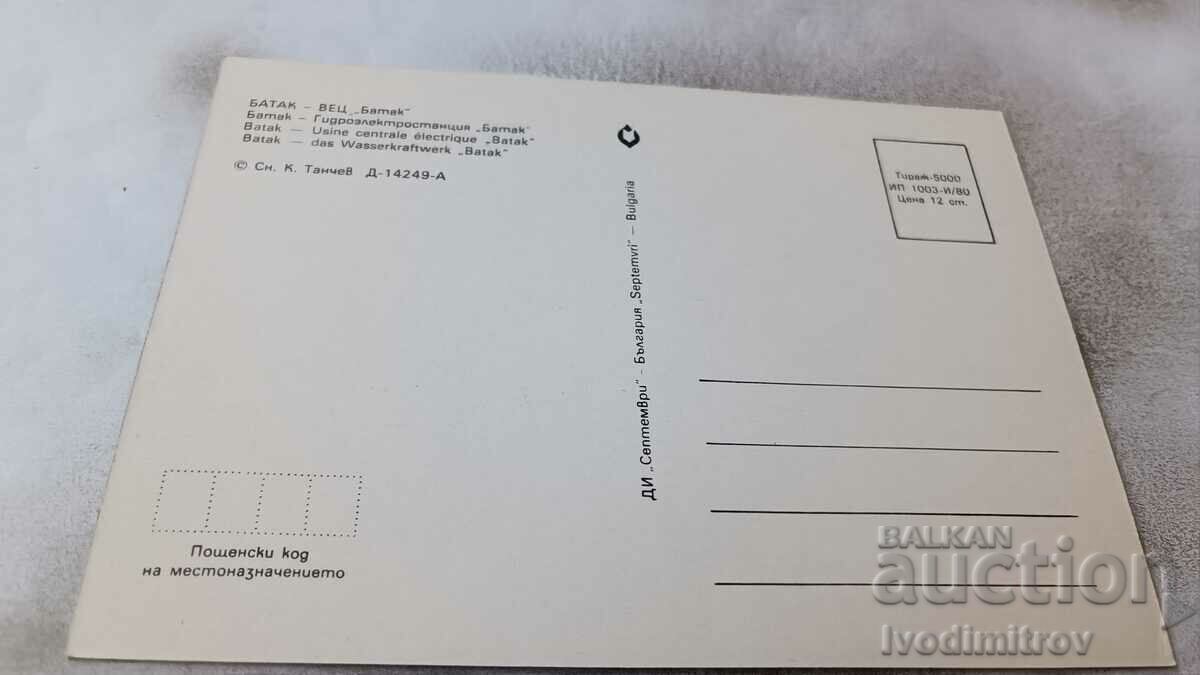 БАТАК — ВЕЦ „Батак"
Батак — Гидроэлектростанция „Батак"
Batak — Usine centrale électrique „Batak"
Batak — das Wasserkraftwerk „Batak"
© Сн. К. Танчев Д-14249-А
ДИ „Септември" - България „Septemvri" — Bulgaria
Тираж-5000
ИП 1003-И/80
Цена 12 ст.
Пощенски код
на местоназначението
BALKAN
auction
Ivodimitrov